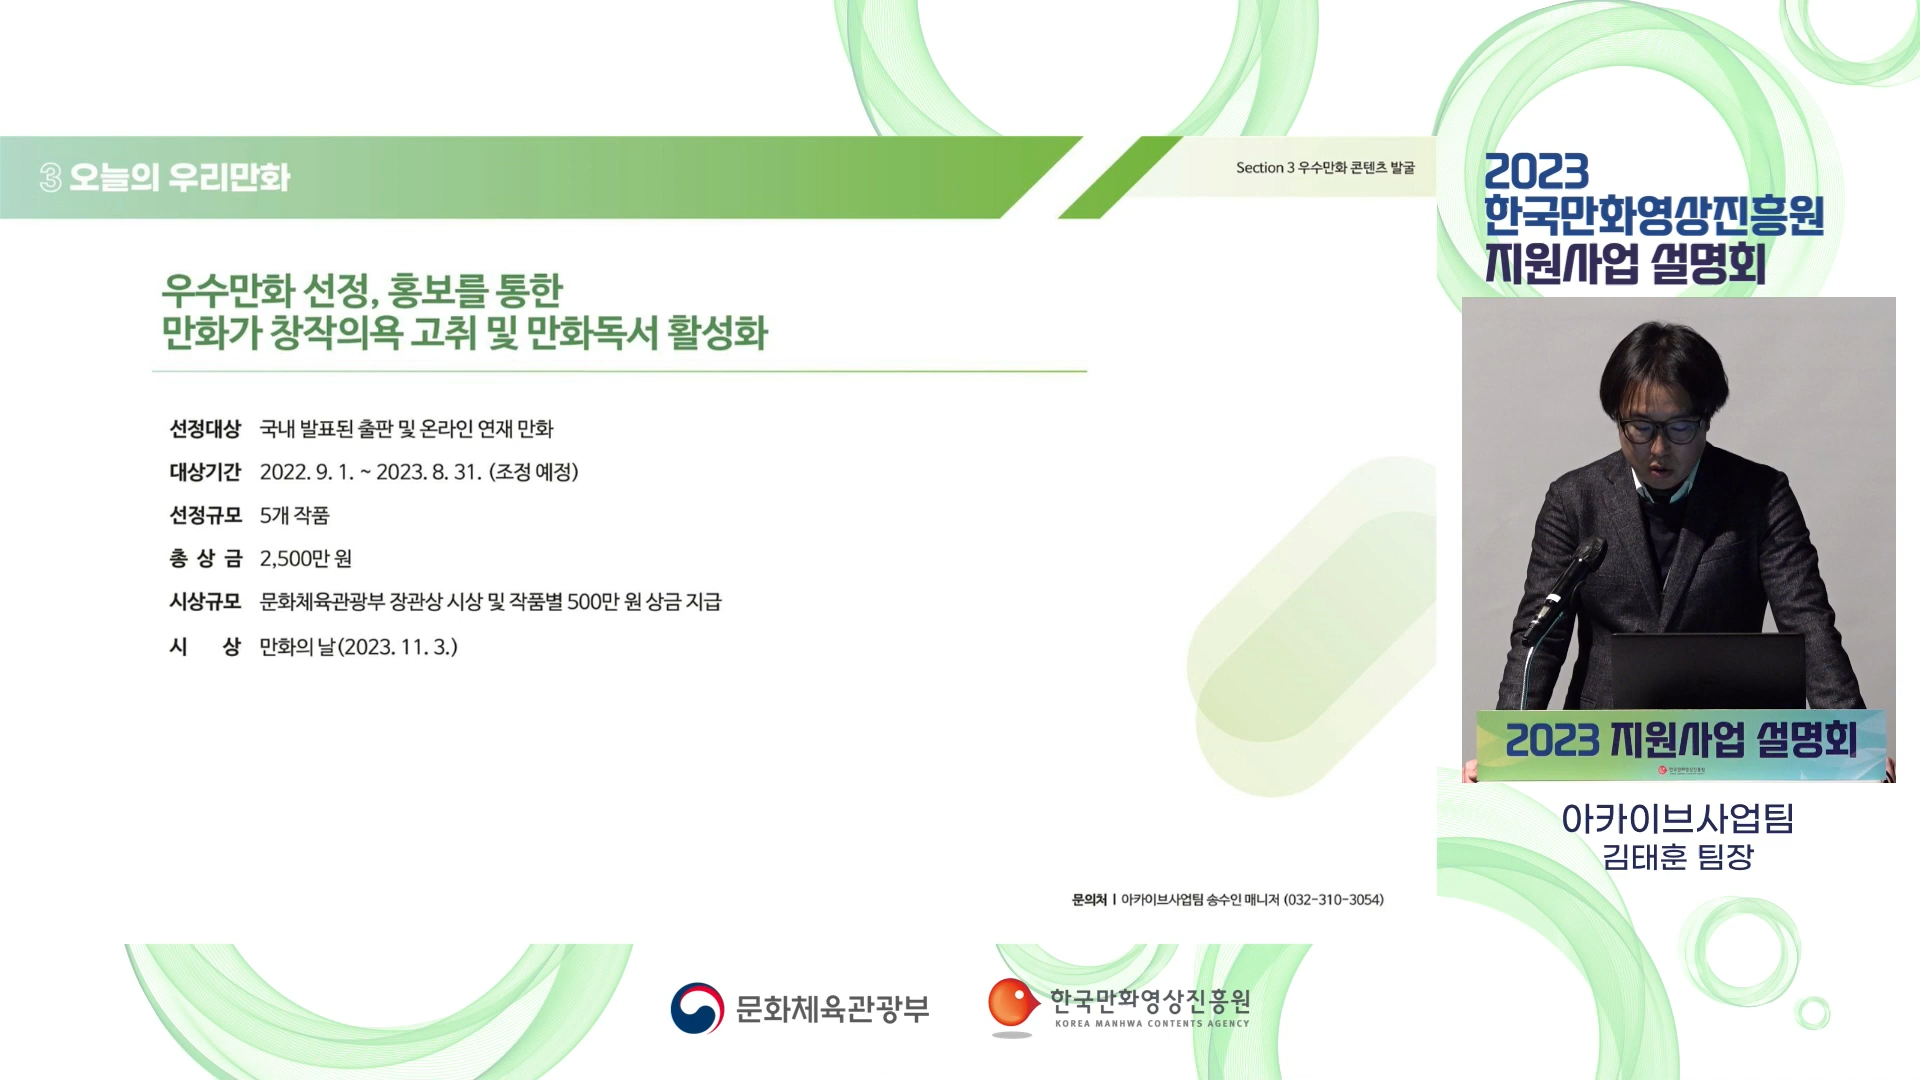 3 오늘의 우리만화
Section 3 우수만화 콘텐츠 발굴
우수만화 선정, 홍보를 통한
만화가 창작의욕 고취 및 만화독서 활성화
선정대상 국내 발표된 출판 및 온라인 연재 만화
대상기간 2022. 9. 1. ~ 2023. 8. 31. (조정 예정)
선정규모 5개 작품
총 상 금 2,500만 원
시상규모 문화체육관광부 장관상 시상 및 작품별 500만 원 상금 지급
시 상 만화의 날(2023. 11. 3.)
문의처 | 아카이브사업팀 송수인 매니저 (032-310-3054)
2023
한국만화영상진흥원
지원사업 설명회
2023 지원사업 설명회
한국만화영상진흥원
아카이브사업팀
김태훈 팀장
문화체육관광부
한국만화영상진흥원
KOREA MANHWA CONTENTS AGENCY